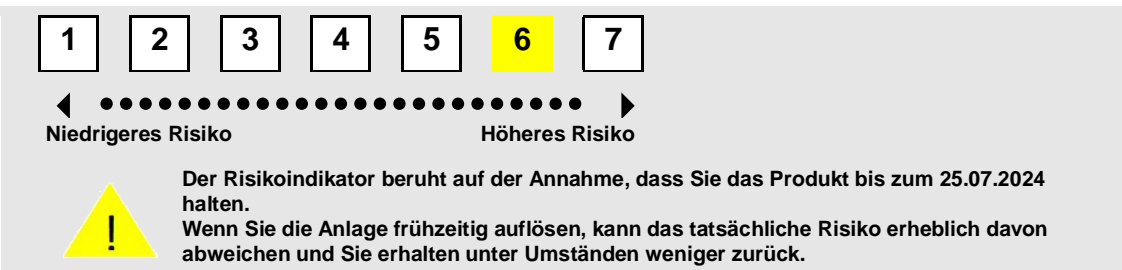 1 2 3 4 5 6 7
Niedrigeres Risiko Höheres Risiko
Der Risikoindikator beruht auf der Annahme, dass Sie das Produkt bis zum 25.07.2024
halten.
Wenn Sie die Anlage frühzeitig auflösen, kann das tatsächliche Risiko erheblich davon
abweichen und Sie erhalten unter Umständen weniger zurück.
!